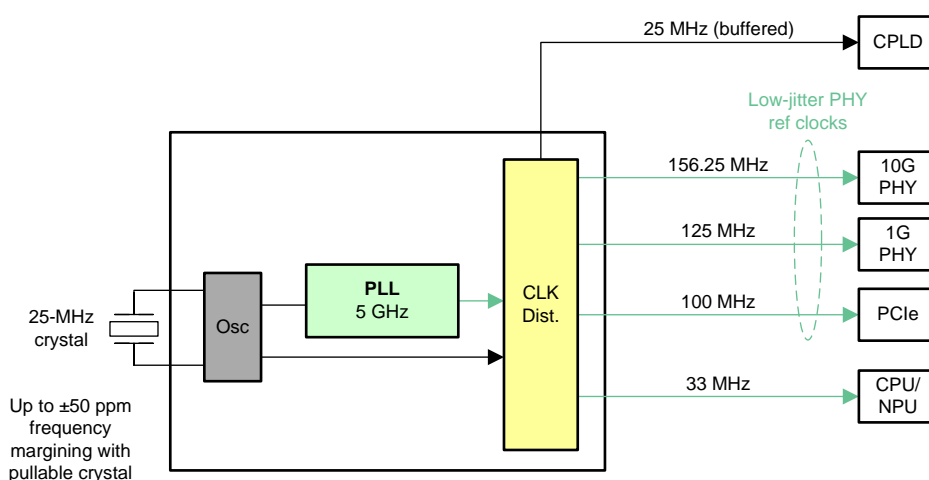 25 MHz (buffered)
CPLD
Low-jitter PHY
ref clocks
156.25 MHz
10G
PHY
125 MHz
1G
PHY
PLL
5 GHz
CLK
Dist.
Osc
25-MHz
crystal
100 MHz
PCIe
33 MHz
CPU/
NPU
Up to ±50 ppm
frequency
margining with
pullable crystal